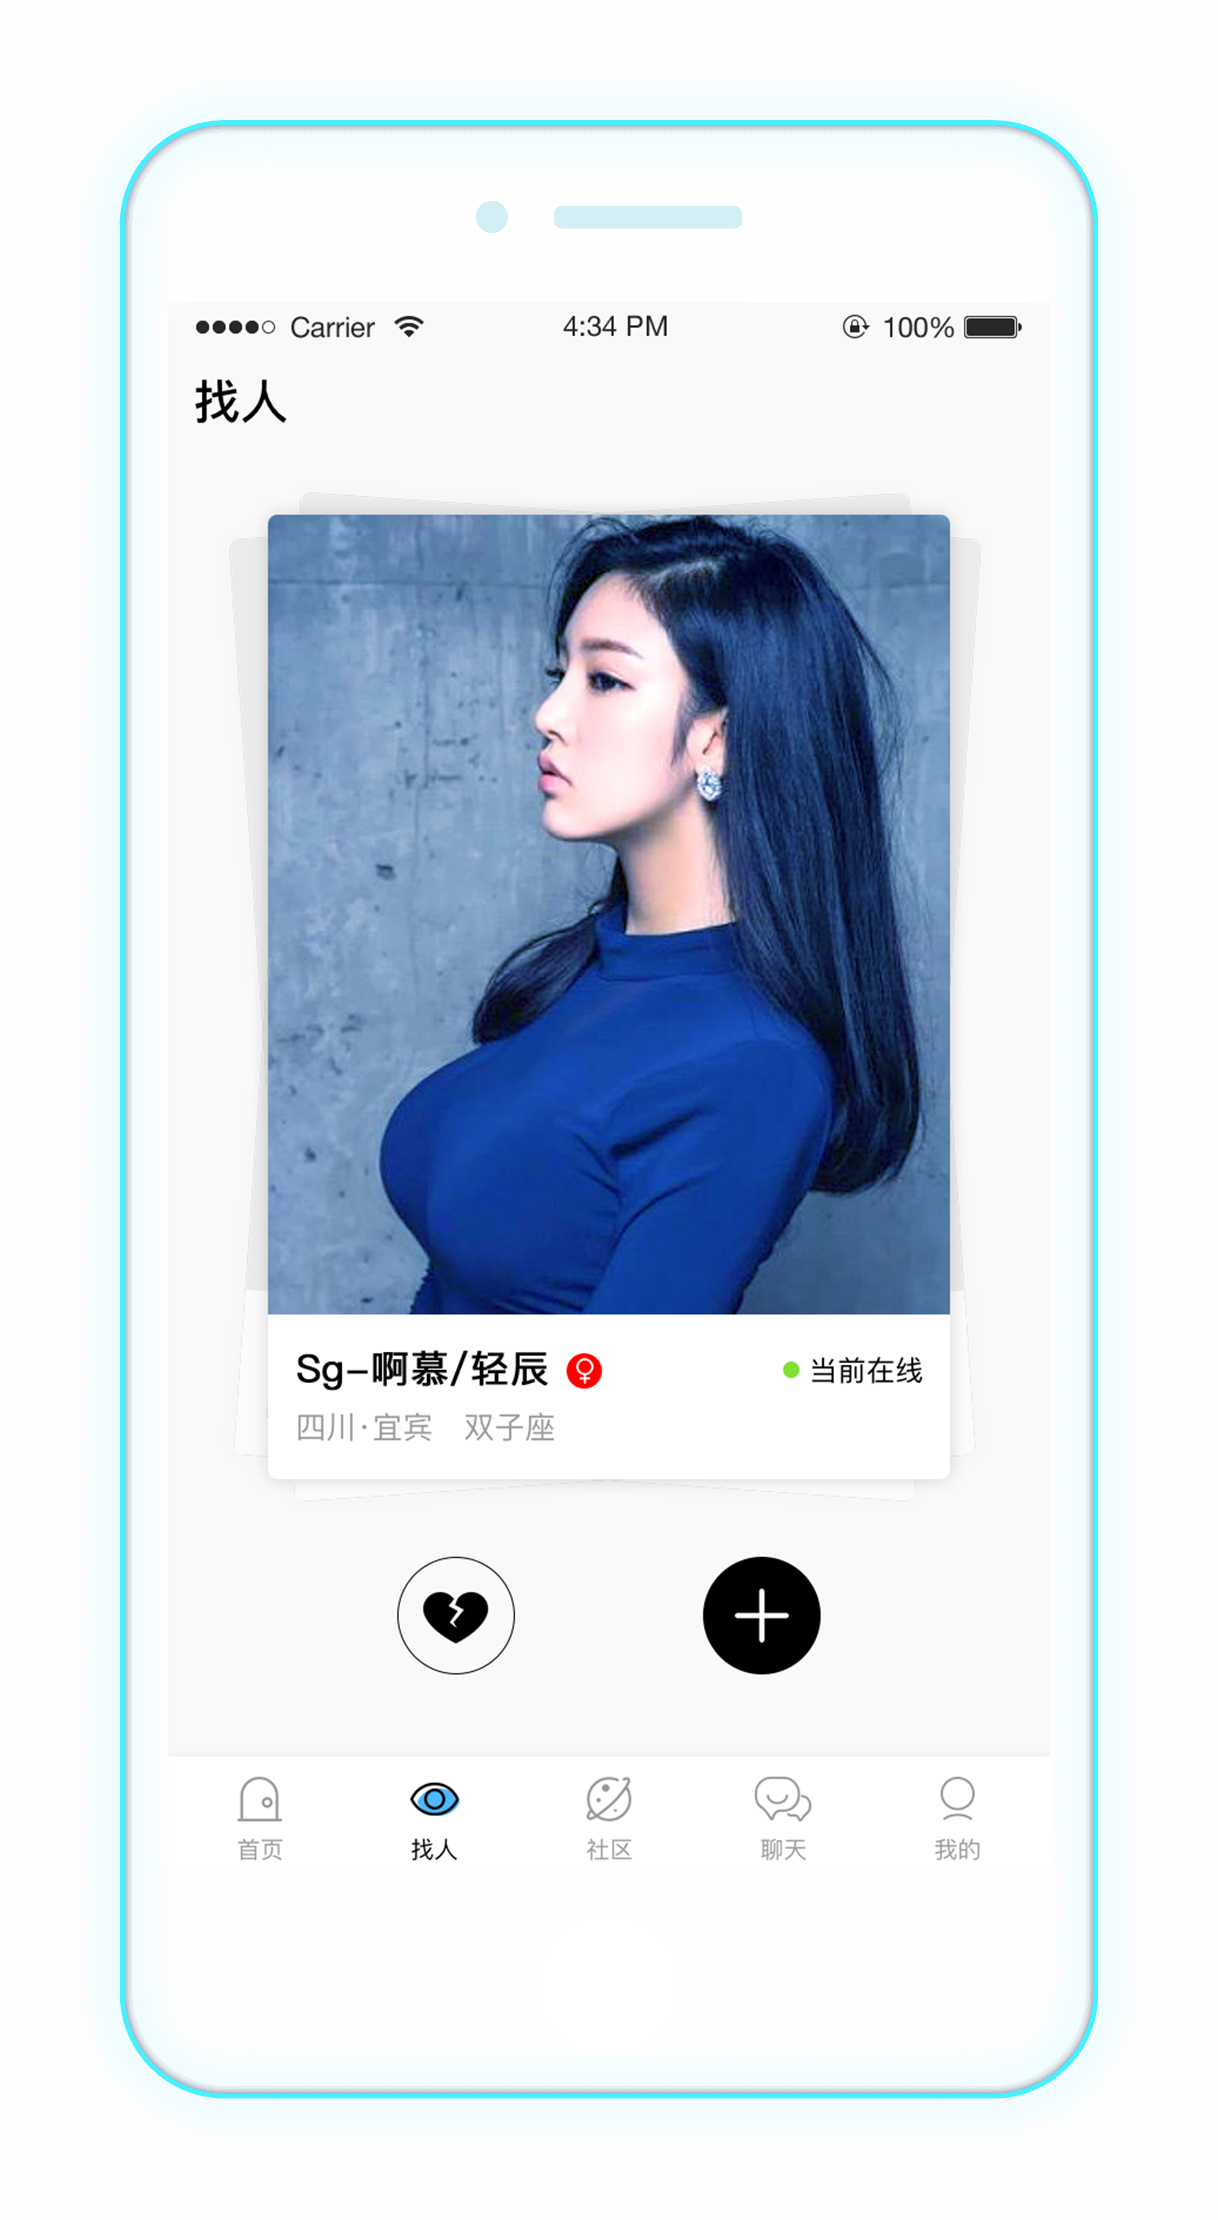 Carrier 4:34 PM 100%
找人
Sg-啊慕/轻辰 当前在线
四川·宜宾 双子座
首页 找人 社区 聊天 我的